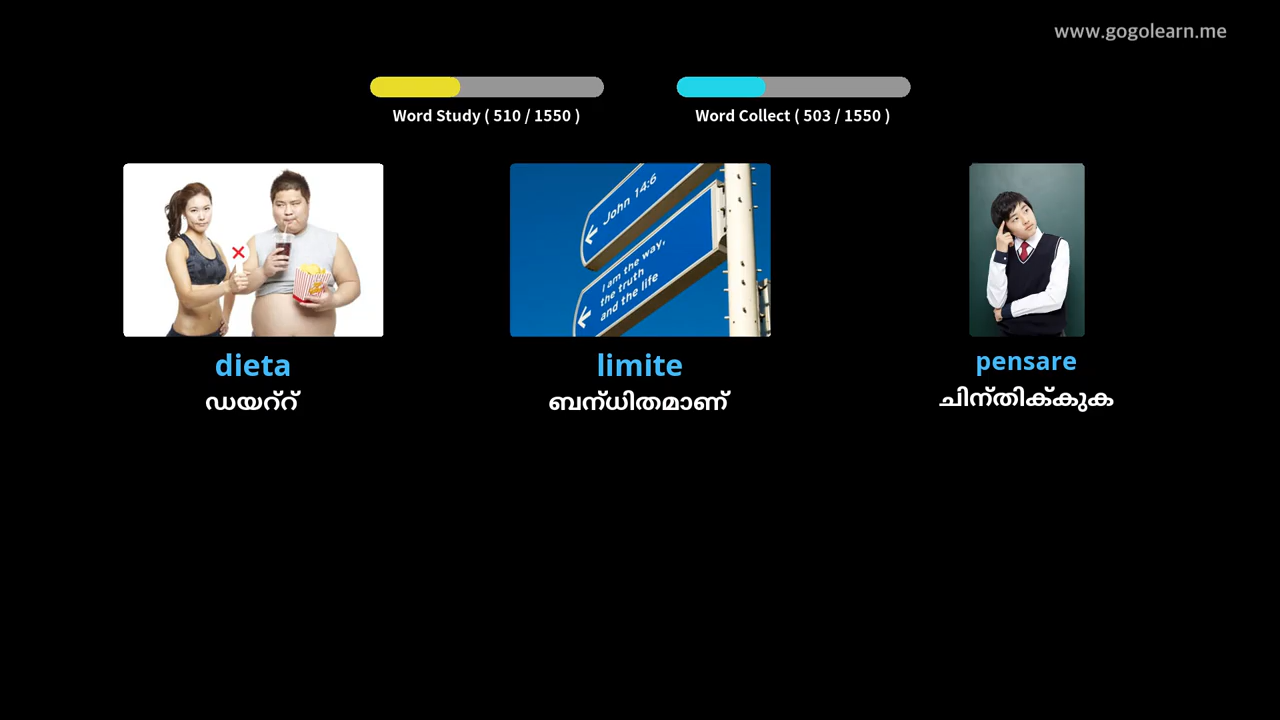 www.gogolearn.me
Word Study ( 510 / 1550 )
Word Collect ( 503 / 1550 )
John 14:6
I am the way,
the truth
and the life
dieta
limite
pensare
ഡയറ്റ്
ബന്ധിതമാണ്
ചിന്തിക്കുക